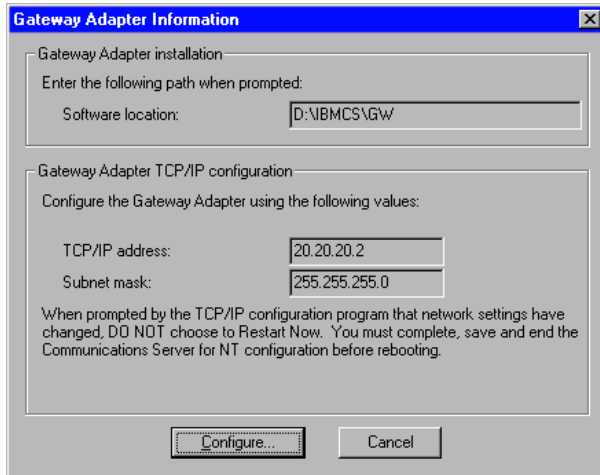 Gateway Adapter Information
Gateway Adapter installation
Enter the following path when prompted:
Software location: D:\IBMCS\GW
Gateway Adapter TCP/IP configuration
Configure the Gateway Adapter using the following values:
TCP/IP address: 20.20.20.2
Subnet mask: 255.255.255.0
When prompted by the TCP/IP configuration program that network settings have
changed, DO NOT choose to Restart Now. You must complete, save and end the
Communications Server for NT configuration before rebooting.
Configure... Cancel